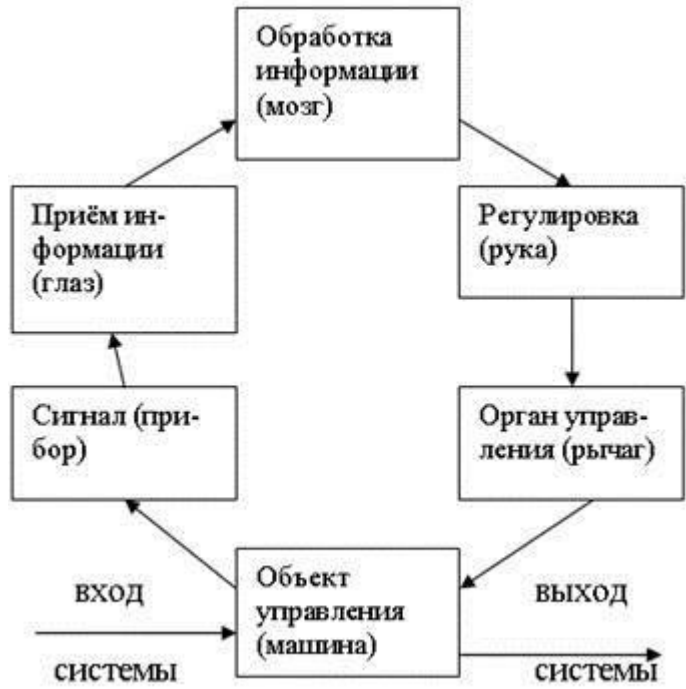 Обработка
информации
(мозг)
Приём ин-
формации
(глаз)
Регулировка
(рука)
Сигнал (при-
бор)
Орган управ-
ления (рычаг)
Объект
управления
(машина)
вход
системы
выход
системы